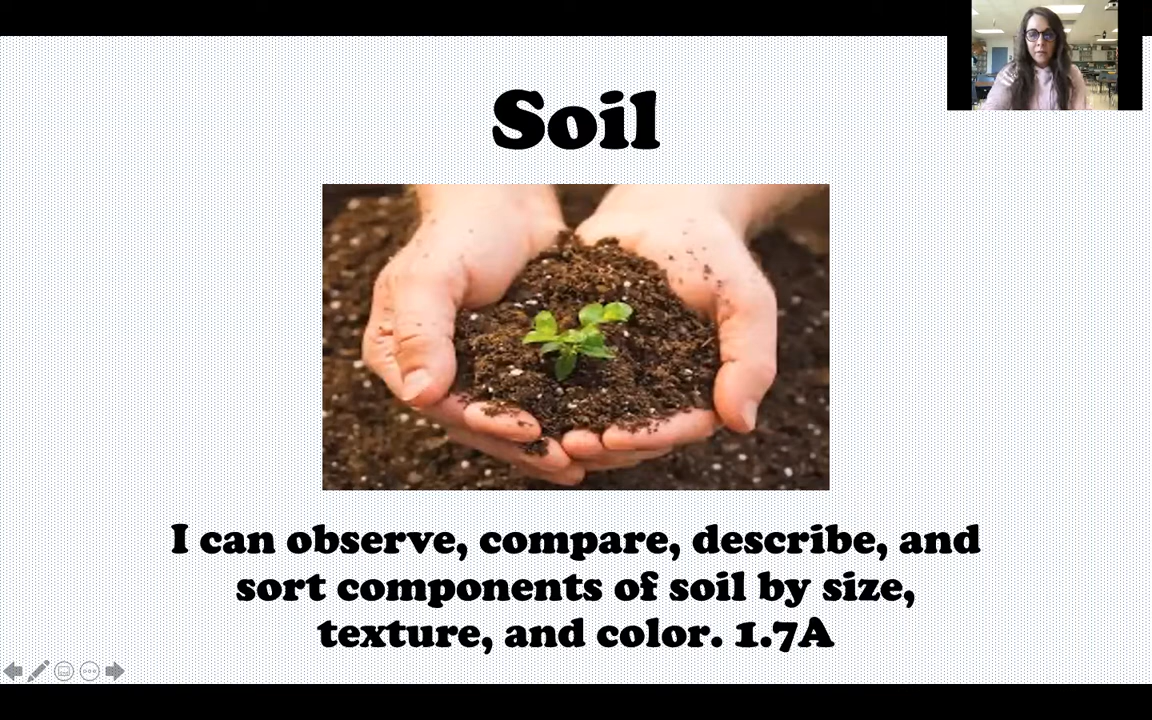 Soil
I can observe, compare, describe, and
sort components of soil by size,
texture, and color. 1.7A